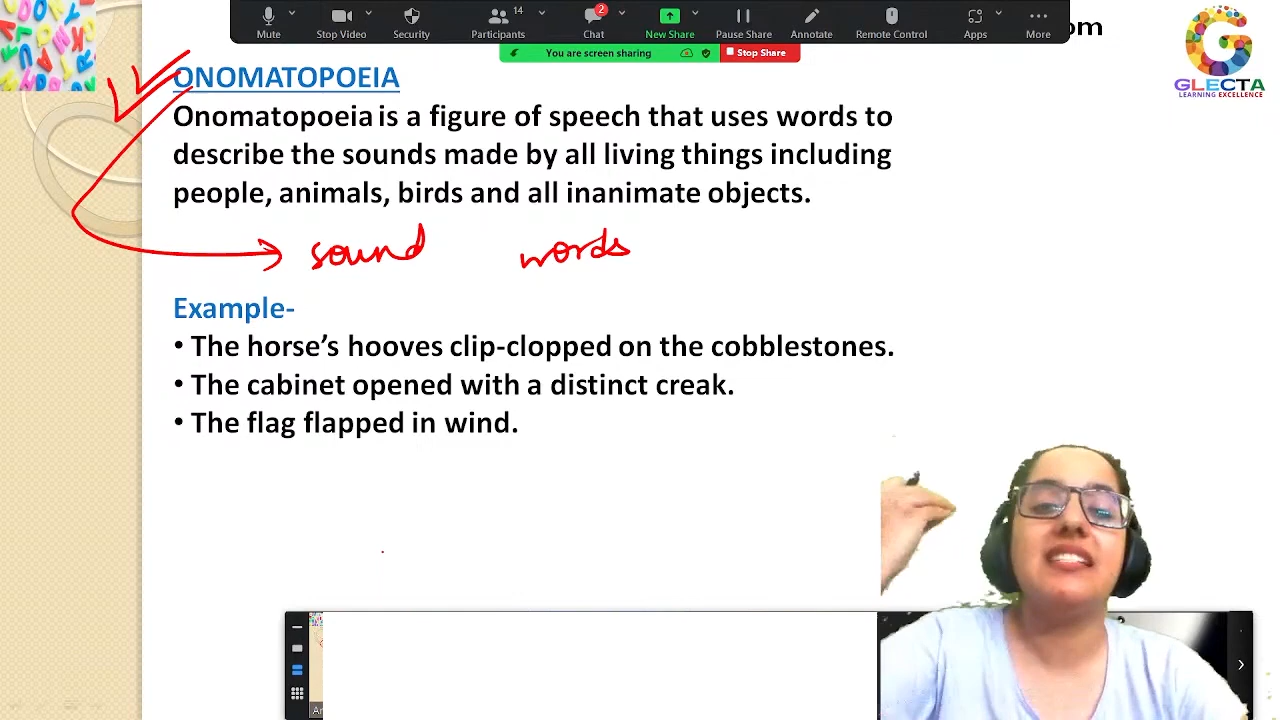 14
2
Mute
Stop Video
Security
Participants
Chat
New Share
Pause Share
Annotate
Remote Control
Apps
More
om
You are screen sharing
Stop Share
G
GLECTA
LEARNING EXCELLENCE
ONOMATOPOEIA
Onomatopoeia is a figure of speech that uses words to
describe the sounds made by all living things including
people, animals, birds and all inanimate objects.
sound words
Example-
• The horse's hooves clip-clopped on the cobblestones.
• The cabinet opened with a distinct creak.
• The flag flapped in wind.